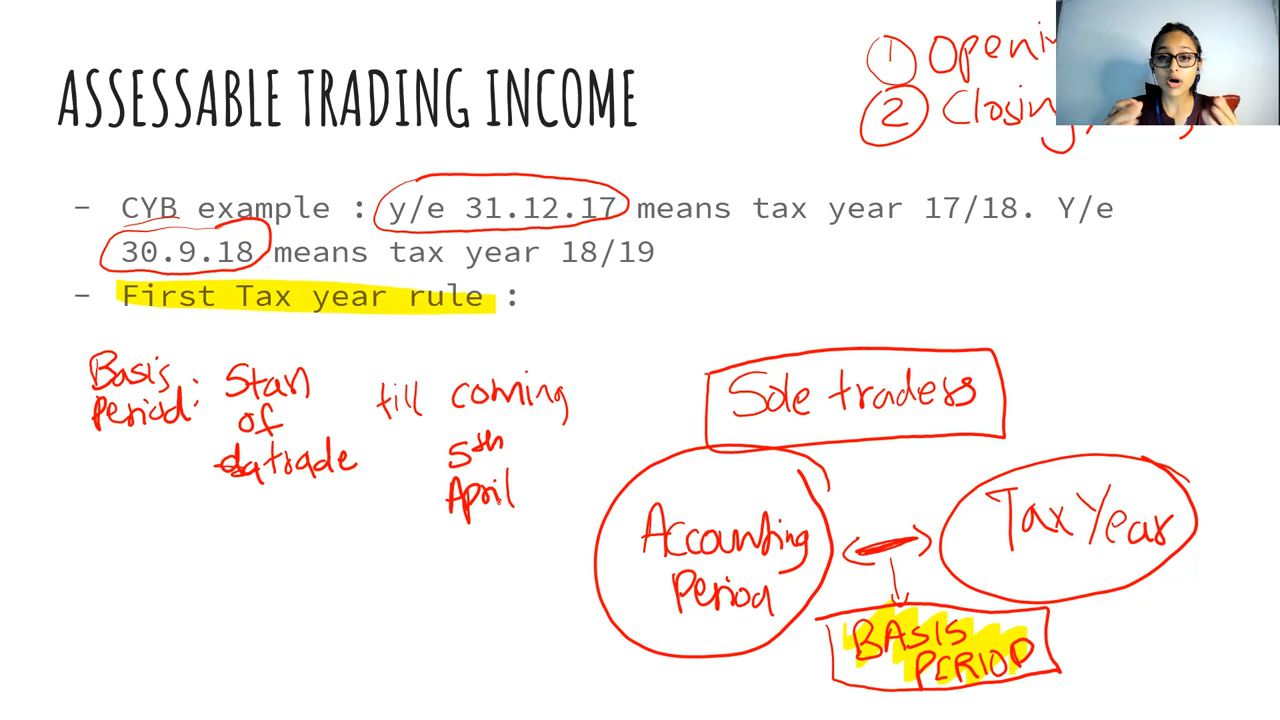 ① Openi
② Closing
ASSESSABLE TRADING INCOME
- CYB example : y/e 31.12.17 means tax year 17/18. Y/e
30.9.18 means tax year 18/19
- First Tax year rule :
Basis
Period:
Start
of
trade
till coming
5th
April
Sole traders
Accounting
Period
Tax Year
BASIS
PERIOD